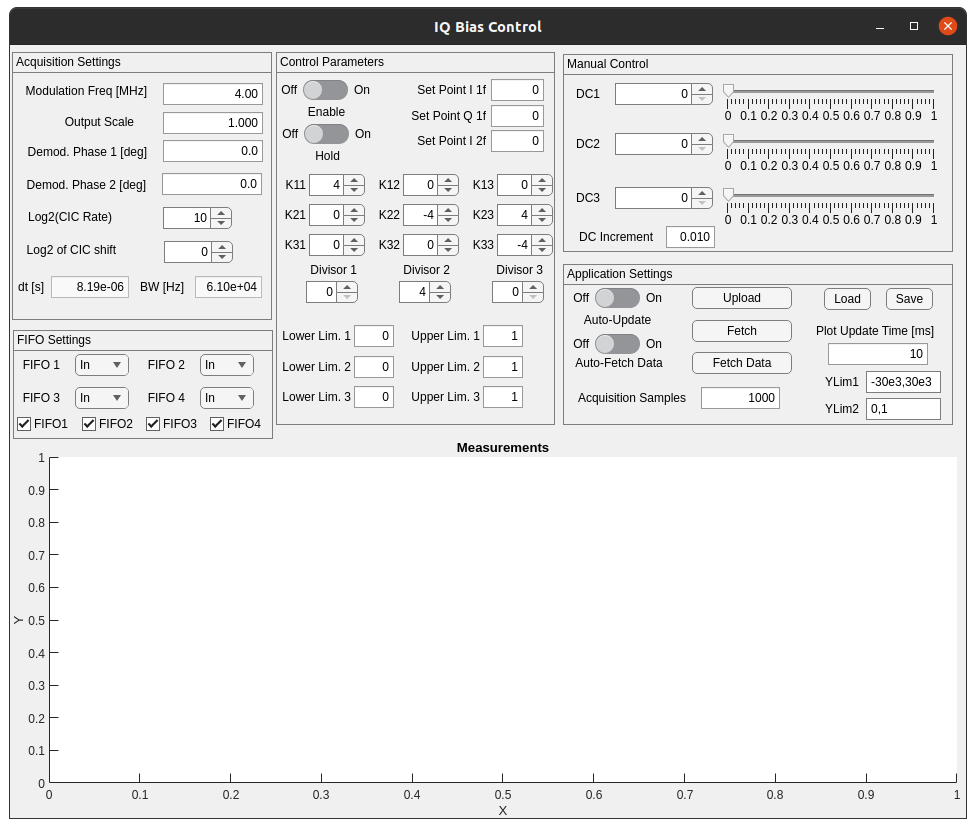 IQ Bias Control
Acquisition Settings
Modulation Freq [MHz] 4.00
Output Scale 1.000
Demod. Phase 1 [deg] 0.0
Demod. Phase 2 [deg] 0.0
Log2(CIC Rate) 10
Log2 of CIC shift 0
dt [s] 8.19e-06 BW [Hz] 6.10e+04
FIFO Settings
FIFO 1 In FIFO 2 In
FIFO 3 In FIFO 4 In
FIFO1 FIFO2 FIFO3 FIFO4
Control Parameters
Off On Set Point I 1f 0
Enable Set Point Q 1f 0
Off On Set Point I 2f 0
Hold
K11 4 K12 0 K13 0
K21 0 K22 -4 K23 4
K31 0 K32 0 K33 -4
Divisor 1 Divisor 2 Divisor 3
0 4 0
Lower Lim. 1 0 Upper Lim. 1 1
Lower Lim. 2 0 Upper Lim. 2 1
Lower Lim. 3 0 Upper Lim. 3 1
Manual Control
DC1 0
0 0.1 0.2 0.3 0.4 0.5 0.6 0.7 0.8 0.9 1
DC2 0
0 0.1 0.2 0.3 0.4 0.5 0.6 0.7 0.8 0.9 1
DC3 0
0 0.1 0.2 0.3 0.4 0.5 0.6 0.7 0.8 0.9 1
DC Increment 0.010
Application Settings
Off On Upload Load Save
Auto-Update Fetch Plot Update Time [ms]
Off On 10
Auto-Fetch Data Fetch Data
YLim1 -30e3,30e3
Acquisition Samples 1000
YLim2 0,1
Measurements
1
0.9
0.8
0.7
0.6
0.5
0.4
0.3
0.2
0.1
0
Y
0 0.1 0.2 0.3 0.4 0.5 0.6 0.7 0.8 0.9 1
X